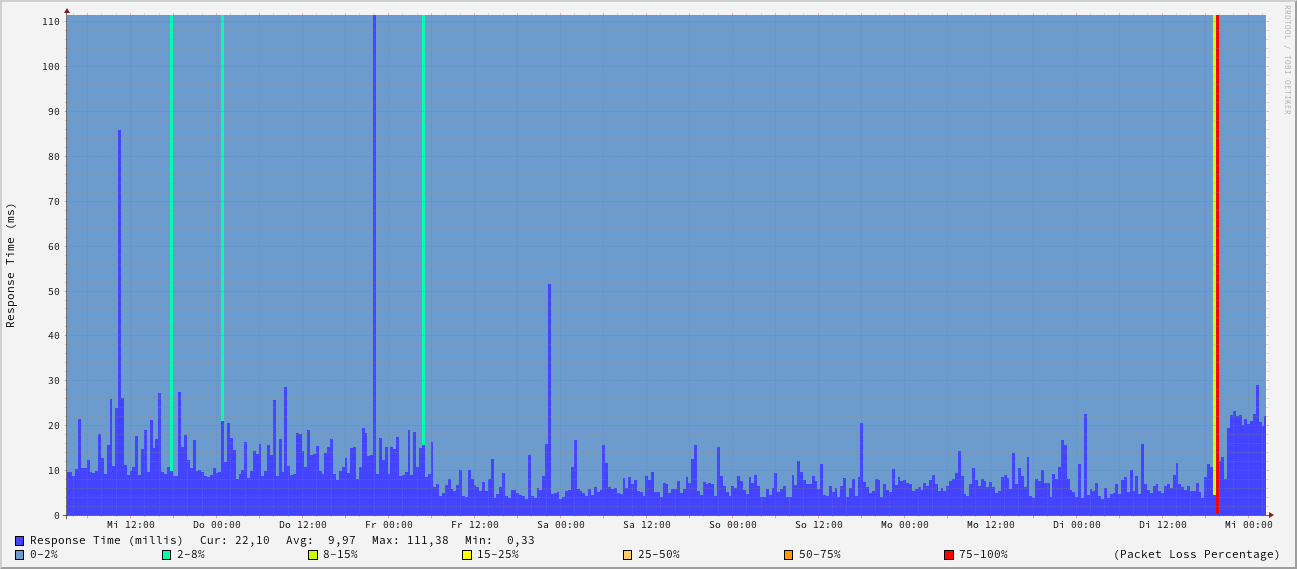 RRDTOOL / TOBI OETIKER
Response Time (ms)
110
100
90
80
70
60
50
40
30
20
10
0
Mi 12:00 Do 00:00 Do 12:00 Fr 00:00 Fr 12:00 Sa 00:00 Sa 12:00 So 00:00 So 12:00 Mo 00:00 Mo 12:00 Di 00:00 Di 12:00 Mi 00:00
Response Time (millis) Cur: 22,10 Avg: 9,97 Max: 111,38 Min: 0,33
0-2% 2-8% 8-15% 15-25% 25-50% 50-75% 75-100% (Packet Loss Percentage)